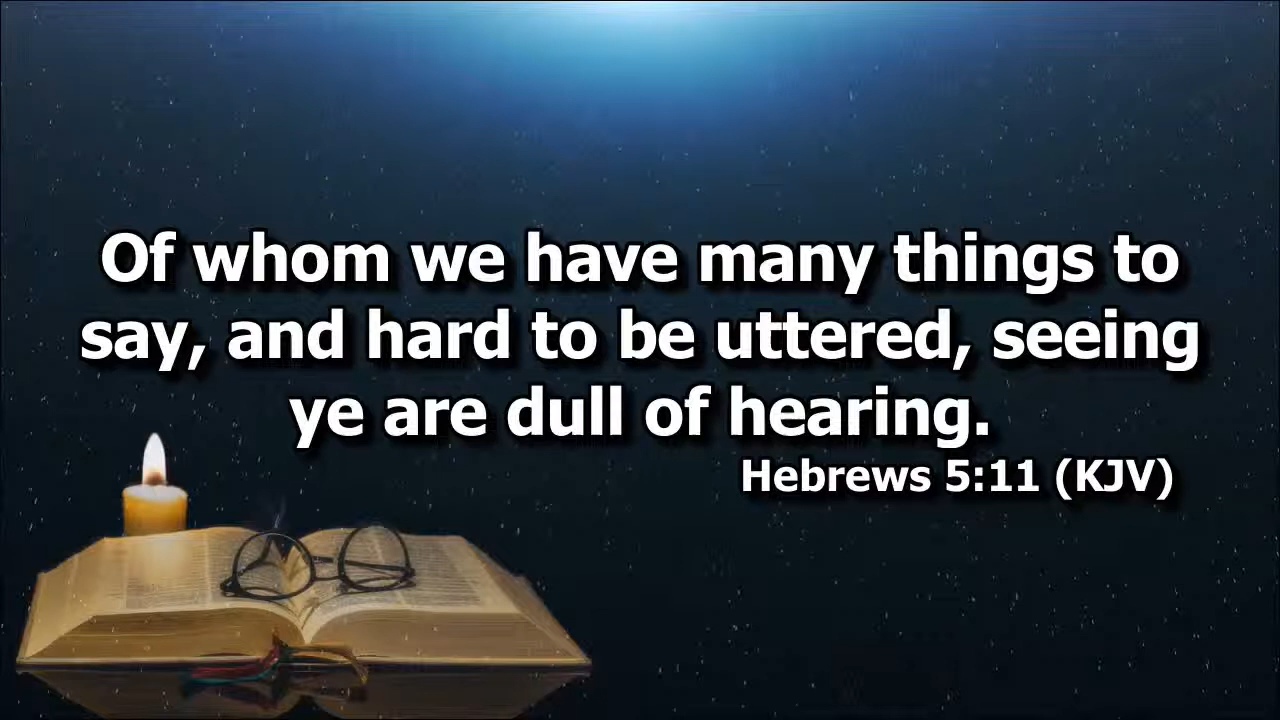 Of whom we have many things to
say, and hard to be uttered, seeing
ye are dull of hearing.
Hebrews 5:11 (KJV)